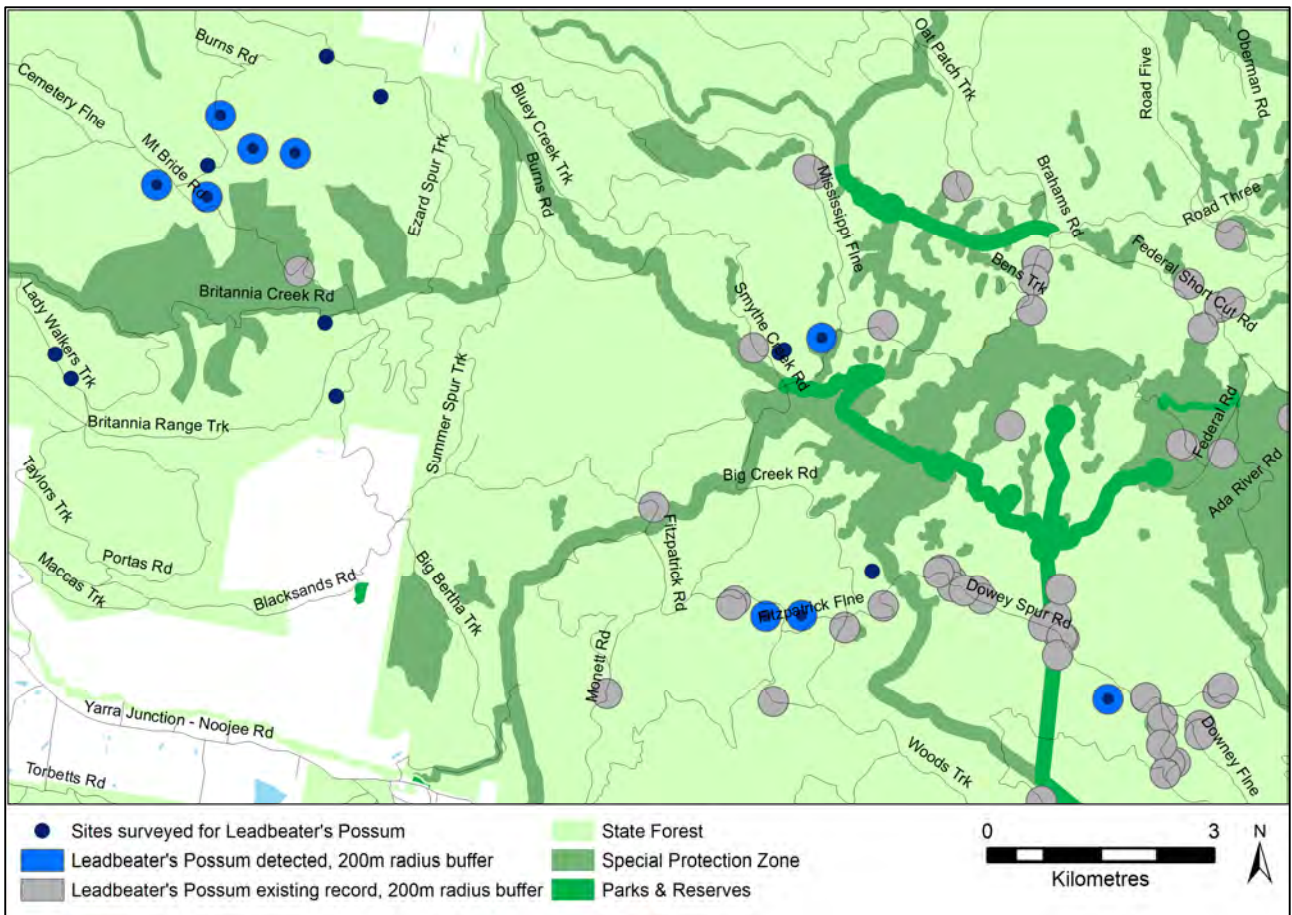 Burns Rd
Cemetery Flne
Mt Bride Rd
Ezard Spur Trk
Bluey Creek Trk
Burns Rd
Oat Patch Trk
Road Five
Oberman Rd
Mississippi Flne
Brahams Rd
Road Three
Bens Trk
Federal Short Cut Rd
Lady Walkers Trk
Britannia Creek Rd
Smythe Creek Rd
Summer Spur Trk
Britannia Range Trk
Federal Rd
Ada River Rd
Big Creek Rd
Taylors Trk
Portas Rd
Maccas Trk
Blacksands Rd
Big Bertha Trk
Fitzpatrick Rd
Fitzpatrick Flne
Dowey Spur Rd
Monett Rd
Yarra Junction - Noojee Rd
Torbetts Rd
Woods Trk
Downey Flne
Sites surveyed for Leadbeater's Possum
Leadbeater's Possum detected, 200m radius buffer
Leadbeater's Possum existing record, 200m radius buffer
State Forest
Special Protection Zone
Parks & Reserves
0 3
Kilometres
N